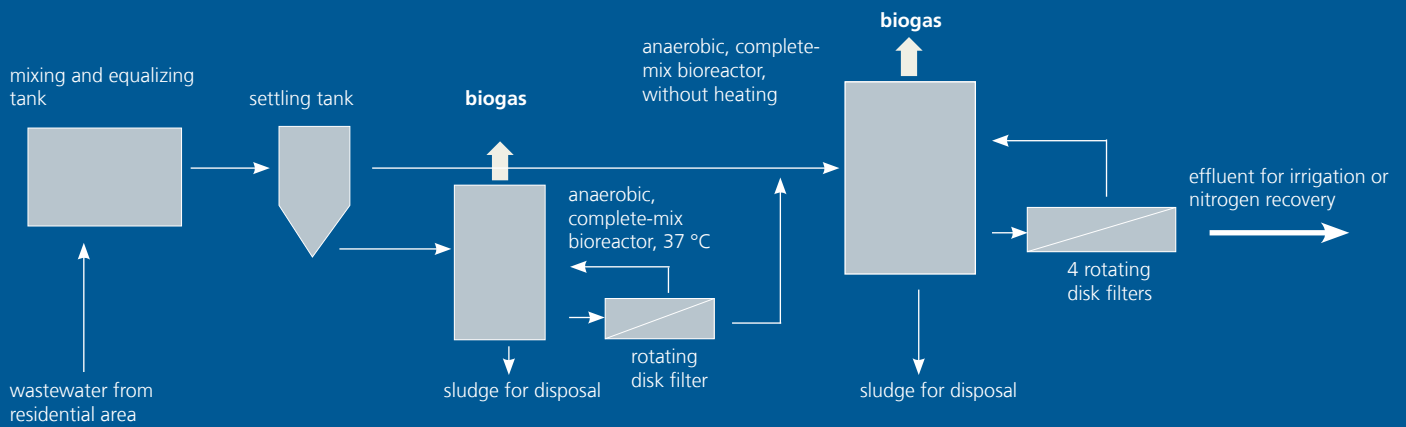 mixing and equalizing
tank
settling tank
biogas
anaerobic, complete-
mix bioreactor,
without heating
biogas
anaerobic,
complete-mix
bioreactor, 37 °C
effluent for irrigation or
nitrogen recovery
4 rotating
disk filters
rotating
disk filter
wastewater from
residential area
sludge for disposal
sludge for disposal